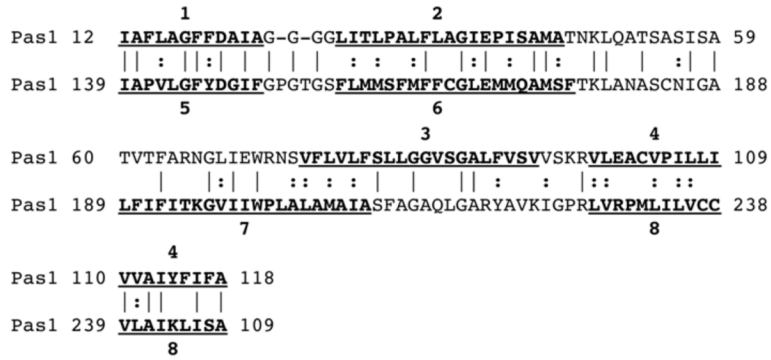 1 2
Pas1 12 IAFLAGFFDAIAG-G-GGLITLPALFLAGIEPISAMATNKLQATSASISA 59
|| : ||:| | | | | : : : |:| ||: || | : |
Pas1 139 IAPVLGFYDGIFGPGTGSFLMMSFMFFCGLEMMQAMSFTKLANASCNIGA 188
5 6
3 4
Pas1 60 TVTFARNGLIEWRNSVFLVLFSLLGGVSGALFVSVVSKRVLEACVPILLI 109
| |:| | :: : : | | || : : |:: : ::
Pas1 189 LFIFITKGVIIWPLALAMAIASFAGAQLGARYAVKIGPRLVRPMLILVCC 238
7 8
4
Pas1 110 VVAIYFIFA 118
|:|| | |
Pas1 239 VLAIKLISA 109
8